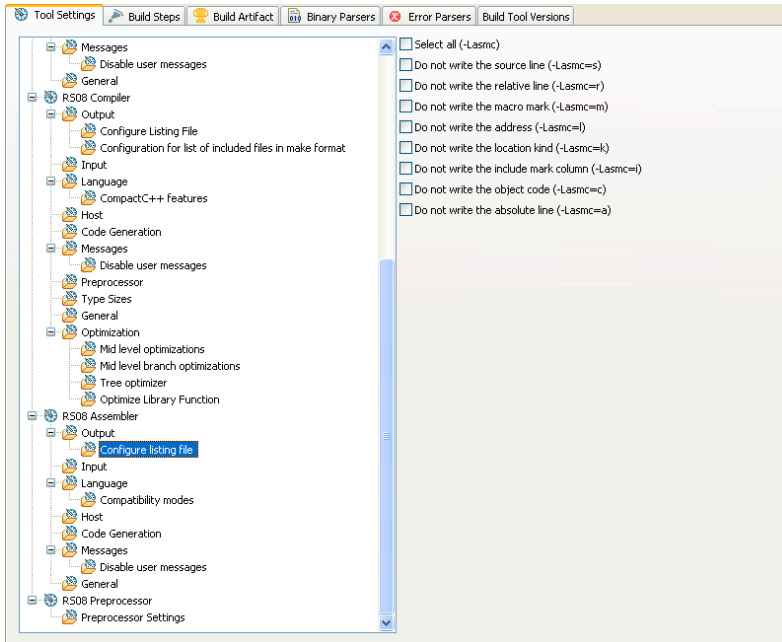 Tool Settings Build Steps Build Artifact Binary Parsers Error Parsers Build Tool Versions
Messages
Disable user messages
General
RS08 Compiler
Output
Configure Listing File
Configuration for list of included files in make format
Input
Language
CompactC++ features
Host
Code Generation
Messages
Disable user messages
Preprocessor
Type Sizes
General
Optimization
Mid level optimizations
Mid level branch optimizations
Tree optimizer
Optimize Library Function
RS08 Assembler
Output
Configure listing file
Input
Language
Compatibility modes
Host
Code Generation
Messages
Disable user messages
General
RS08 Preprocessor
Preprocessor Settings
Select all (-Lasmc)
Do not write the source line (-Lasmc=s)
Do not write the relative line (-Lasmc=r)
Do not write the macro mark (-Lasmc=m)
Do not write the address (-Lasmc=l)
Do not write the location kind (-Lasmc=k)
Do not write the include mark column (-Lasmc=i)
Do not write the object code (-Lasmc=c)
Do not write the absolute line (-Lasmc=a)